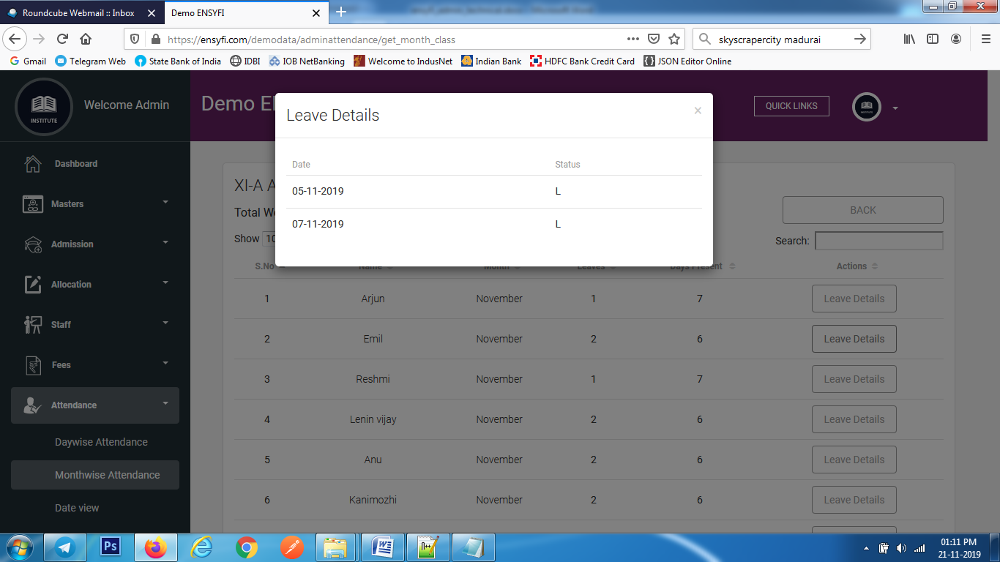 Roundcube Webmail :: Inbox
Demo ENSYFI
https://ensyfi.com/demodata/adminattendance/get_month_class
skyscrapercity madurai
Gmail
Telegram Web
State Bank of India
IDBI
IOB NetBanking
Welcome to IndusNet
Indian Bank
HDFC Bank Credit Card
JSON Editor Online
INSTITUTE
Welcome Admin
Demo E
QUICK LINKS
Dashboard
Masters
Admission
Allocation
Staff
Fees
Attendance
Daywise Attendance
Monthwise Attendance
Date view
Leave Details
×
Date Status
05-11-2019 L
07-11-2019 L
XI-A A
Total W
BACK
Show 10
Search:
S.No Name Month Leaves Days Present Actions
1 Arjun November 1 7 Leave Details
2 Emil November 2 6 Leave Details
3 Reshmi November 1 7 Leave Details
4 Lenin vijay November 2 6 Leave Details
5 Anu November 2 6 Leave Details
6 Kanimozhi November 2 6 Leave Details
Ps
01:11 PM
21-11-2019